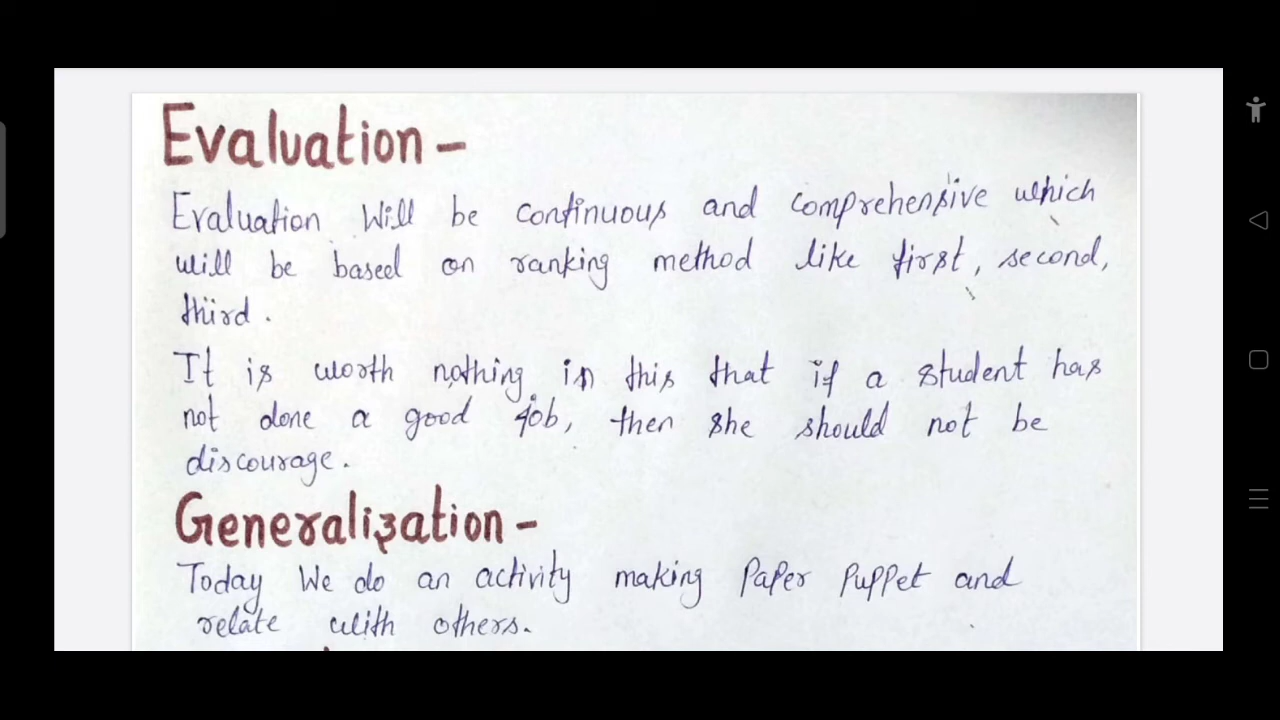 Evaluation -
Evaluation Will be continuous and comprehensive which
will be based on ranking method like first, second,
third.
It is worth nothing in this that if a student has
not done a good job, then she should not be
discourage.
Generalization -
Today We do an activity making Paper Puppet and
relate with others.